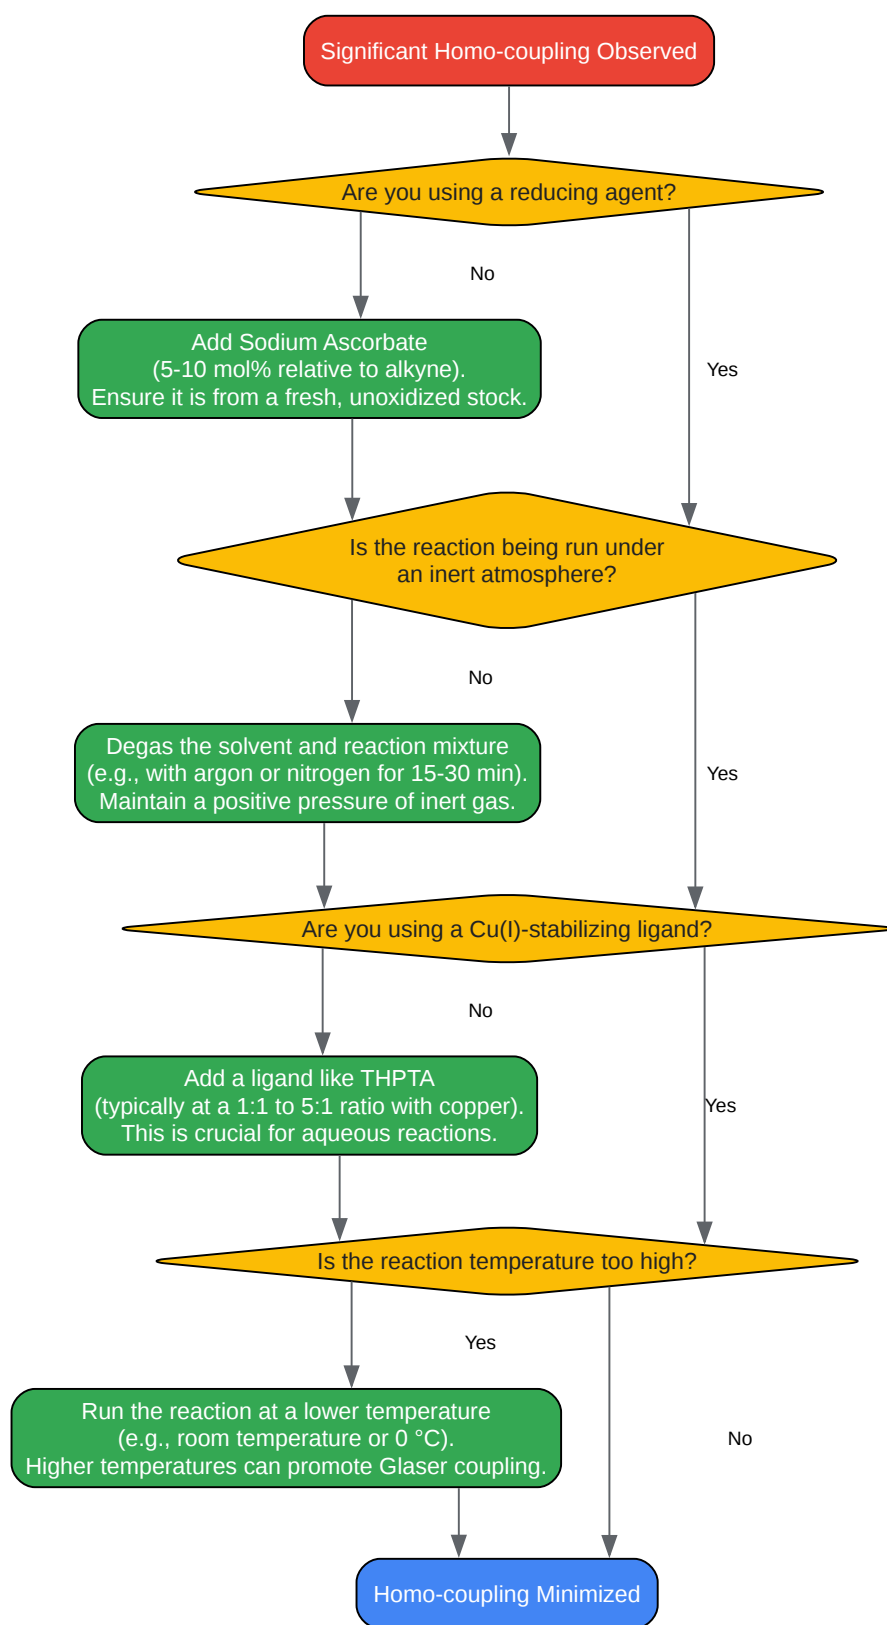 Significant Homo-coupling Observed
Are you using a reducing agent?
No
Add Sodium Ascorbate
(5-10 mol% relative to alkyne).
Ensure it is from a fresh, unoxidized stock.
Yes
Is the reaction being run under
an inert atmosphere?
No
Degas the solvent and reaction mixture
(e.g., with argon or nitrogen for 15-30 min).
Maintain a positive pressure of inert gas.
Yes
Are you using a Cu(I)-stabilizing ligand?
No
Add a ligand like THPTA
(typically at a 1:1 to 5:1 ratio with copper).
This is crucial for aqueous reactions.
Yes
Is the reaction temperature too high?
Yes
Run the reaction at a lower temperature
(e.g., room temperature or 0 °C).
Higher temperatures can promote Glaser coupling.
No
Homo-coupling Minimized